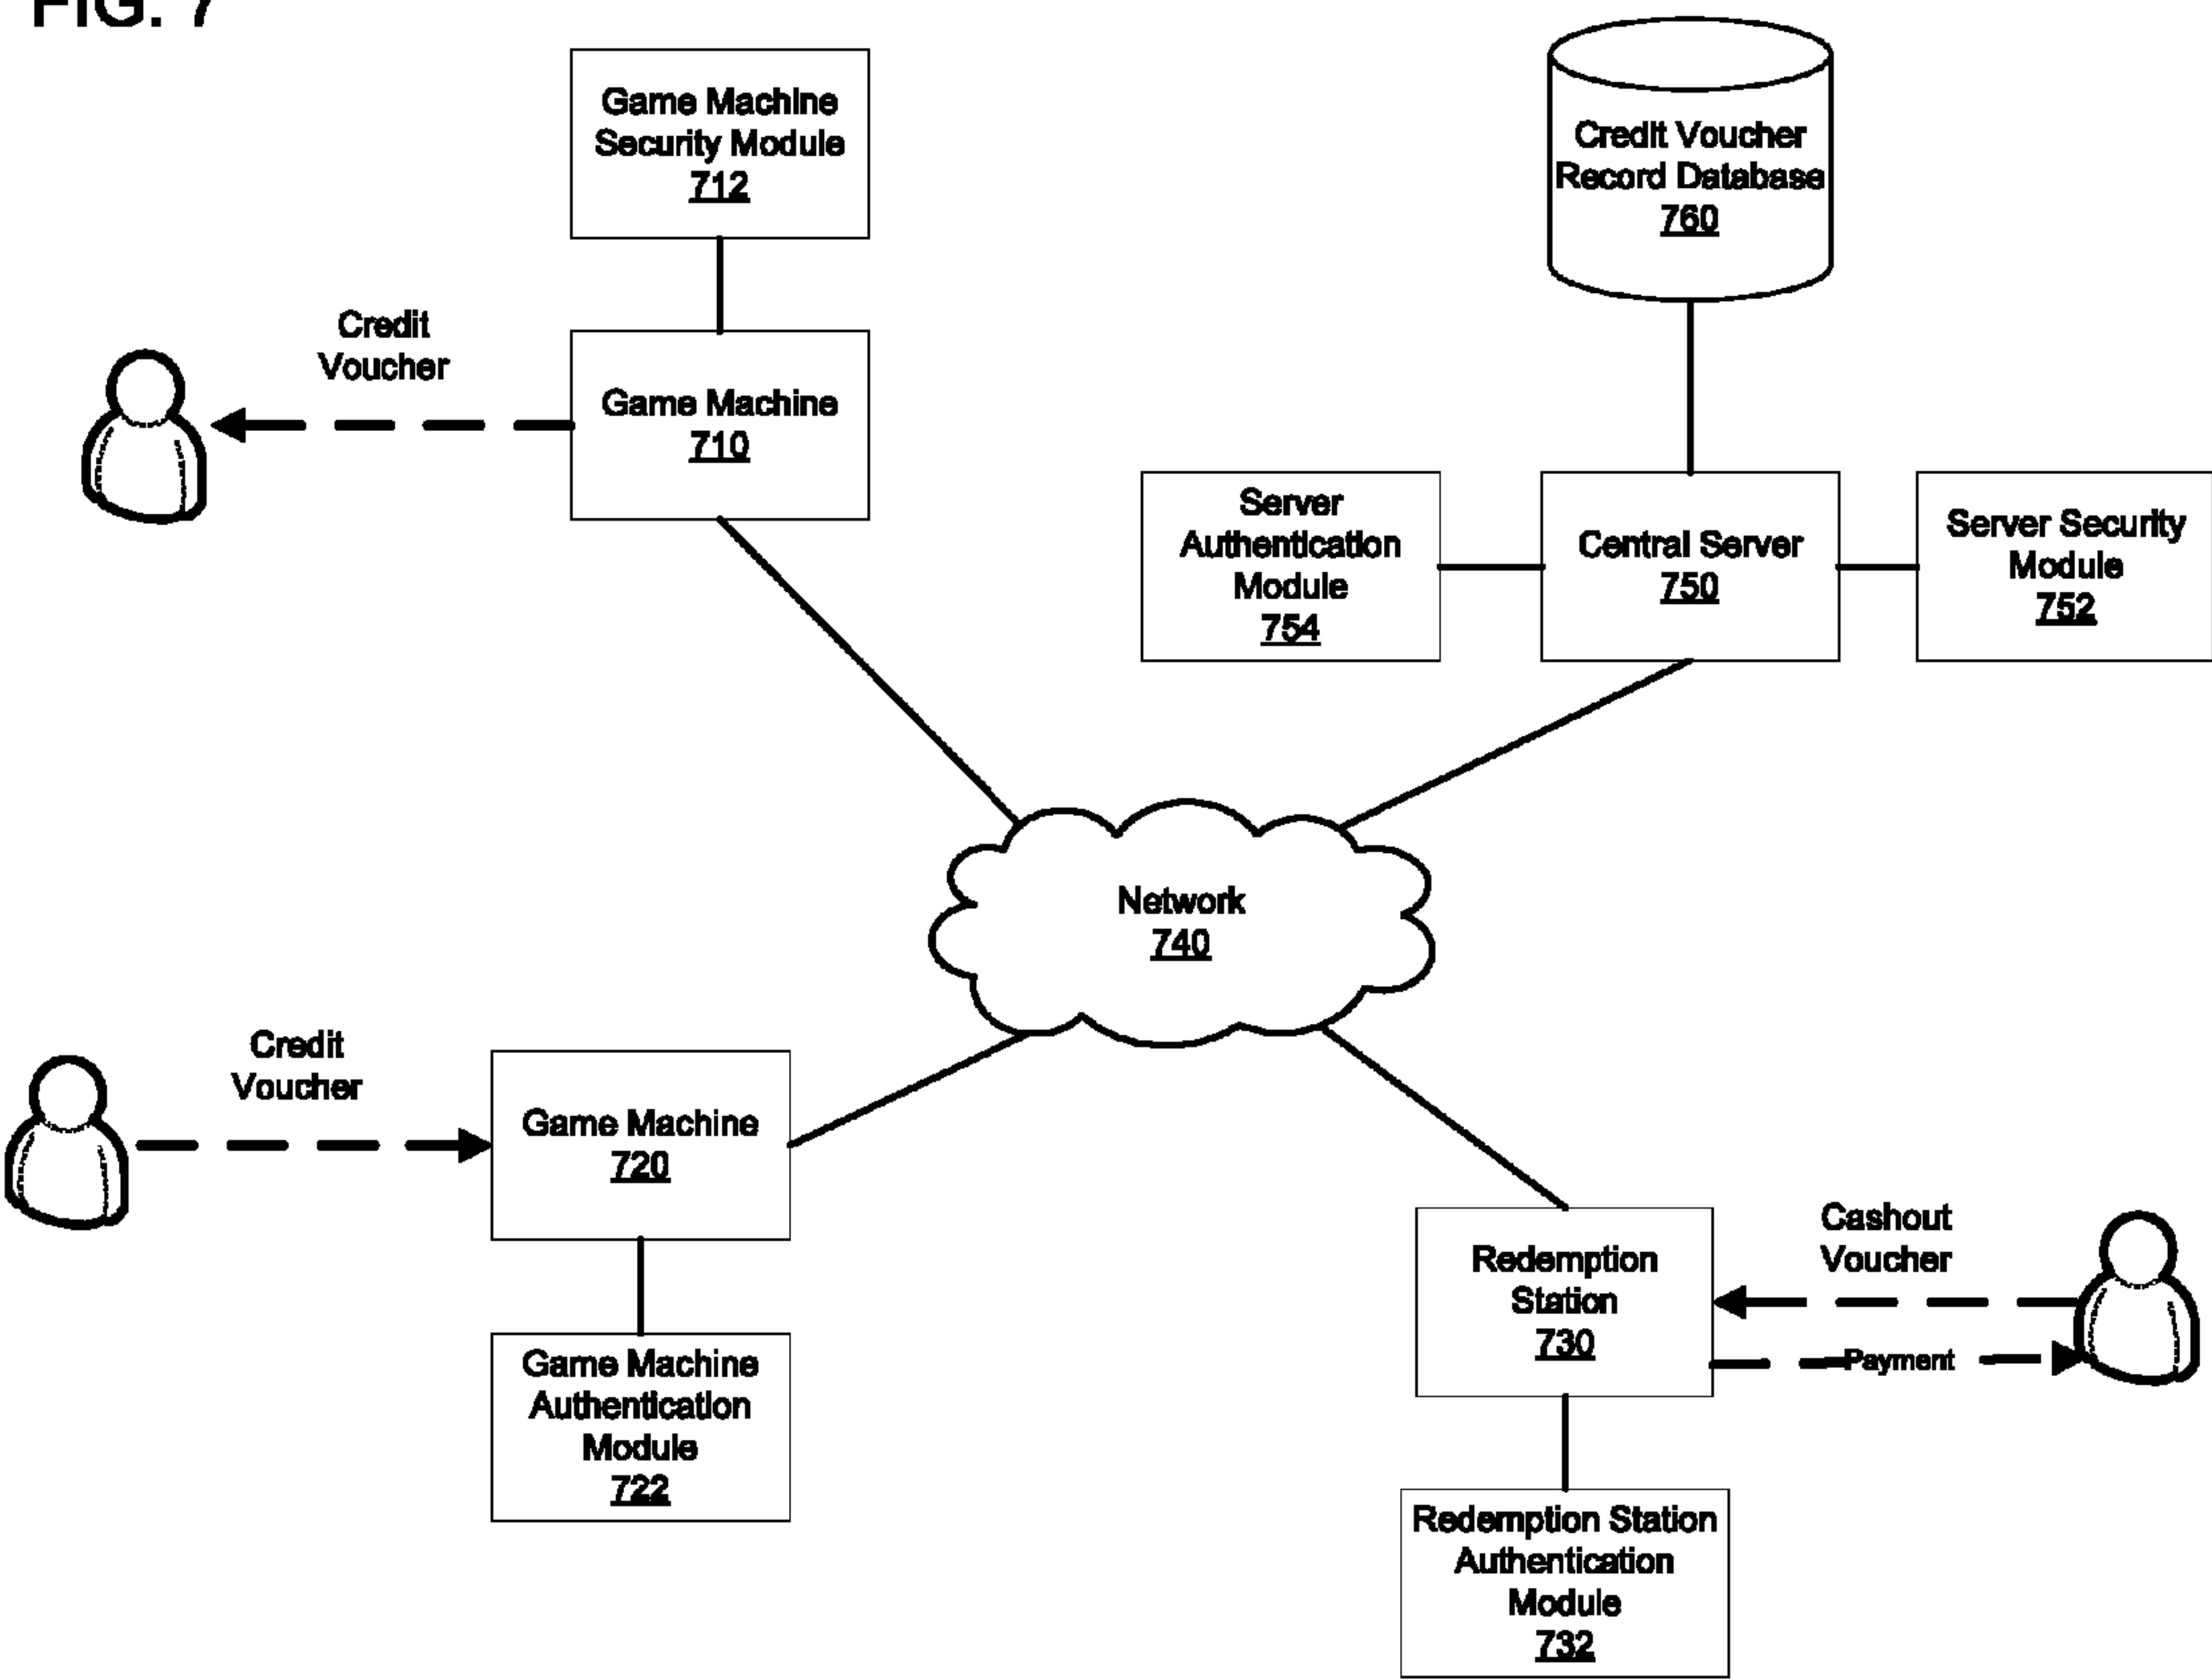 FIG. 7
Game Machine
Security Module
712
Credit Voucher
Record Database
760
Credit
Voucher
Game Machine
710
Server
Authentication
Module
754
Central Server
750
Server Security
Module
752
Network
740
Credit
Voucher
Game Machine
720
Game Machine
Authentication
Module
722
Redemption
Station
730
Cashout
Voucher
Payment
Redemption Station
Authentication
Module
732